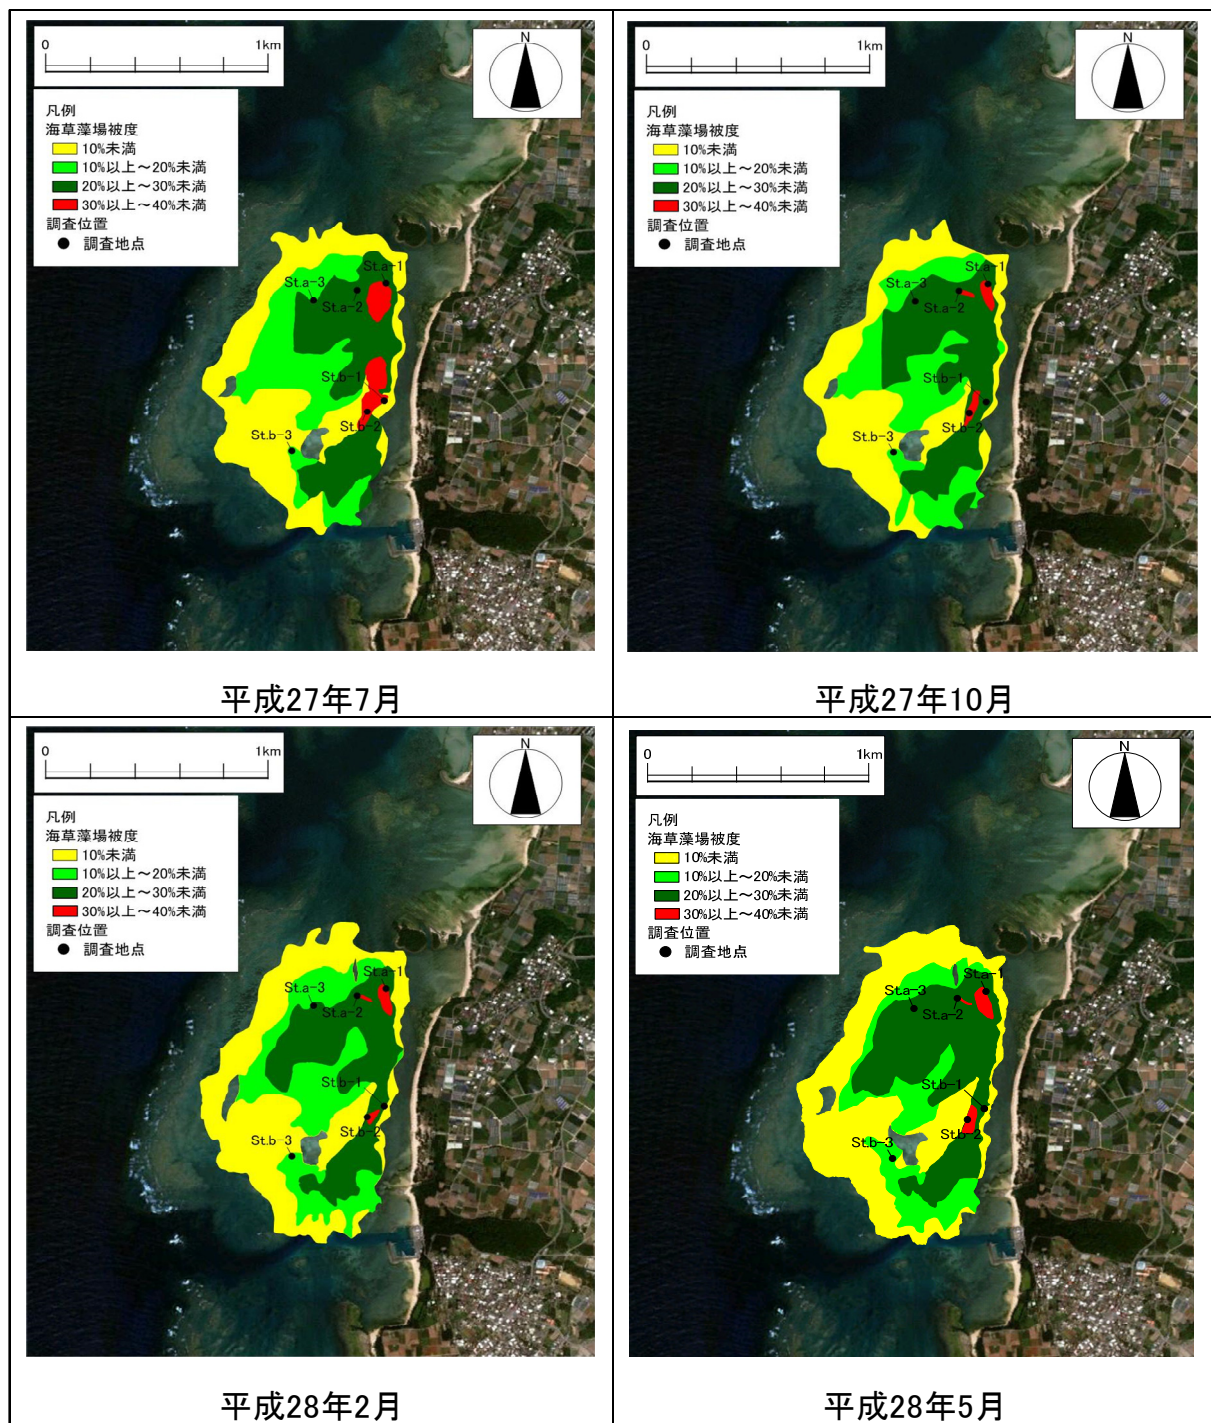 0 1km
N
凡例
海草藻場被度
10%未満
10%以上～20%未満
20%以上～30%未満
30%以上～40%未満
調査位置
調査地点
St.a-1
St.a-3
St.a-2
St.b-1
St.b-2
St.b-3
平成27年7月
0 1km
N
凡例
海草藻場被度
10%未満
10%以上～20%未満
20%以上～30%未満
30%以上～40%未満
調査位置
調査地点
St.a-1
St.a-3
St.a-2
St.b-1
St.b-2
St.b-3
平成27年10月
0 1km
N
凡例
海草藻場被度
10%未満
10%以上～20%未満
20%以上～30%未満
30%以上～40%未満
調査位置
調査地点
St.a-1
St.a-3
St.a-2
St.b-1
St.b-2
St.b-3
平成28年2月
0 1km
N
凡例
海草藻場被度
10%未満
10%以上～20%未満
20%以上～30%未満
30%以上～40%未満
調査位置
調査地点
St.a-1
St.a-3
St.a-2
St.b-1
St.b-2
St.b-3
平成28年5月